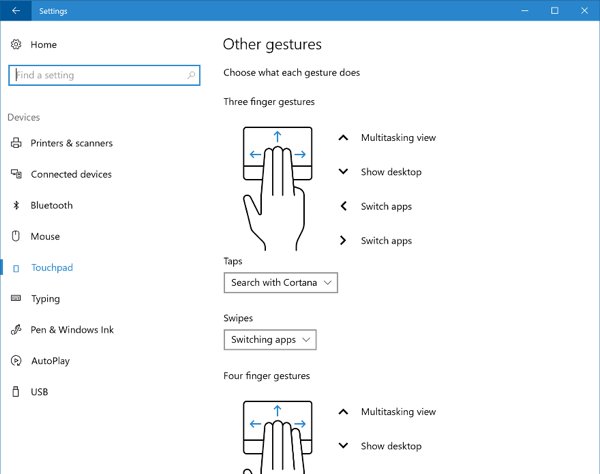 Settings
Home
Find a setting
Devices
Printers & scanners
Connected devices
Bluetooth
Mouse
Touchpad
Typing
Pen & Windows Ink
AutoPlay
USB
Other gestures
Choose what each gesture does
Three finger gestures
Multitasking view
Show desktop
Switch apps
Switch apps
Taps
Search with Cortana
Swipes
Switching apps
Four finger gestures
Multitasking view
Show desktop